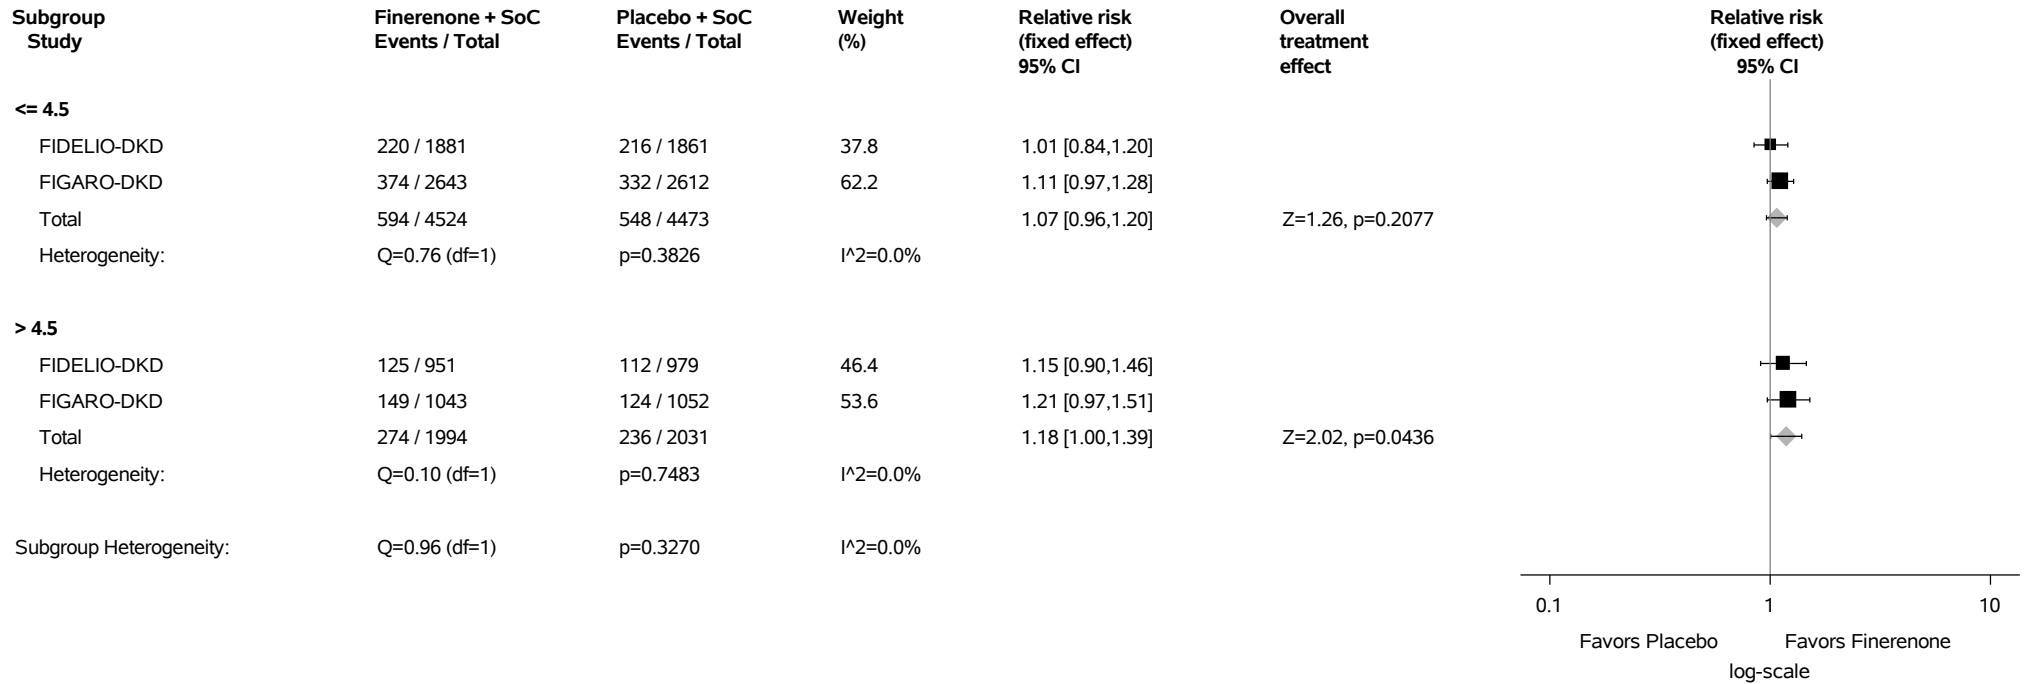 Subgroup Finerenone + SoC Placebo + SoC Weight Relative risk Overall Relative risk
Study Events / Total Events / Total (%) (fixed effect) treatment (fixed effect)
95% CI effect 95% CI
<= 4.5
FIDELIO-DKD 220 / 1881 216 / 1861 37.8 1.01 [0.84,1.20]
FIGARO-DKD 374 / 2643 332 / 2612 62.2 1.11 [0.97,1.28]
Total 594 / 4524 548 / 4473 1.07 [0.96,1.20] Z=1.26, p=0.2077
Heterogeneity: Q=0.76 (df=1) p=0.3826 I^2=0.0%
> 4.5
FIDELIO-DKD 125 / 951 112 / 979 46.4 1.15 [0.90,1.46]
FIGARO-DKD 149 / 1043 124 / 1052 53.6 1.21 [0.97,1.51]
Total 274 / 1994 236 / 2031 1.18 [1.00,1.39] Z=2.02, p=0.0436
Heterogeneity: Q=0.10 (df=1) p=0.7483 I^2=0.0%
Subgroup Heterogeneity: Q=0.96 (df=1) p=0.3270 I^2=0.0%
0.1 1 10
Favors Placebo Favors Finerenone
log-scale